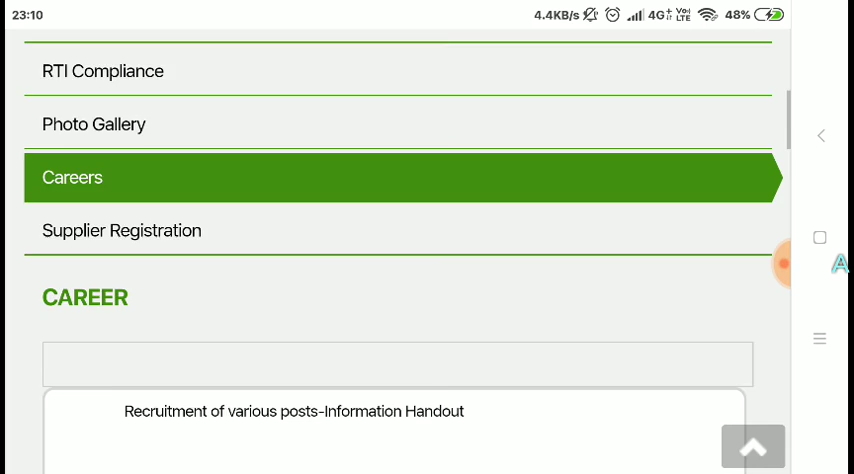 23:10
4.4KB/s 4G+ Vo) LTE 48%
RTI Compliance
Photo Gallery
Careers
Supplier Registration
CAREER
Recruitment of various posts-Information Handout
A